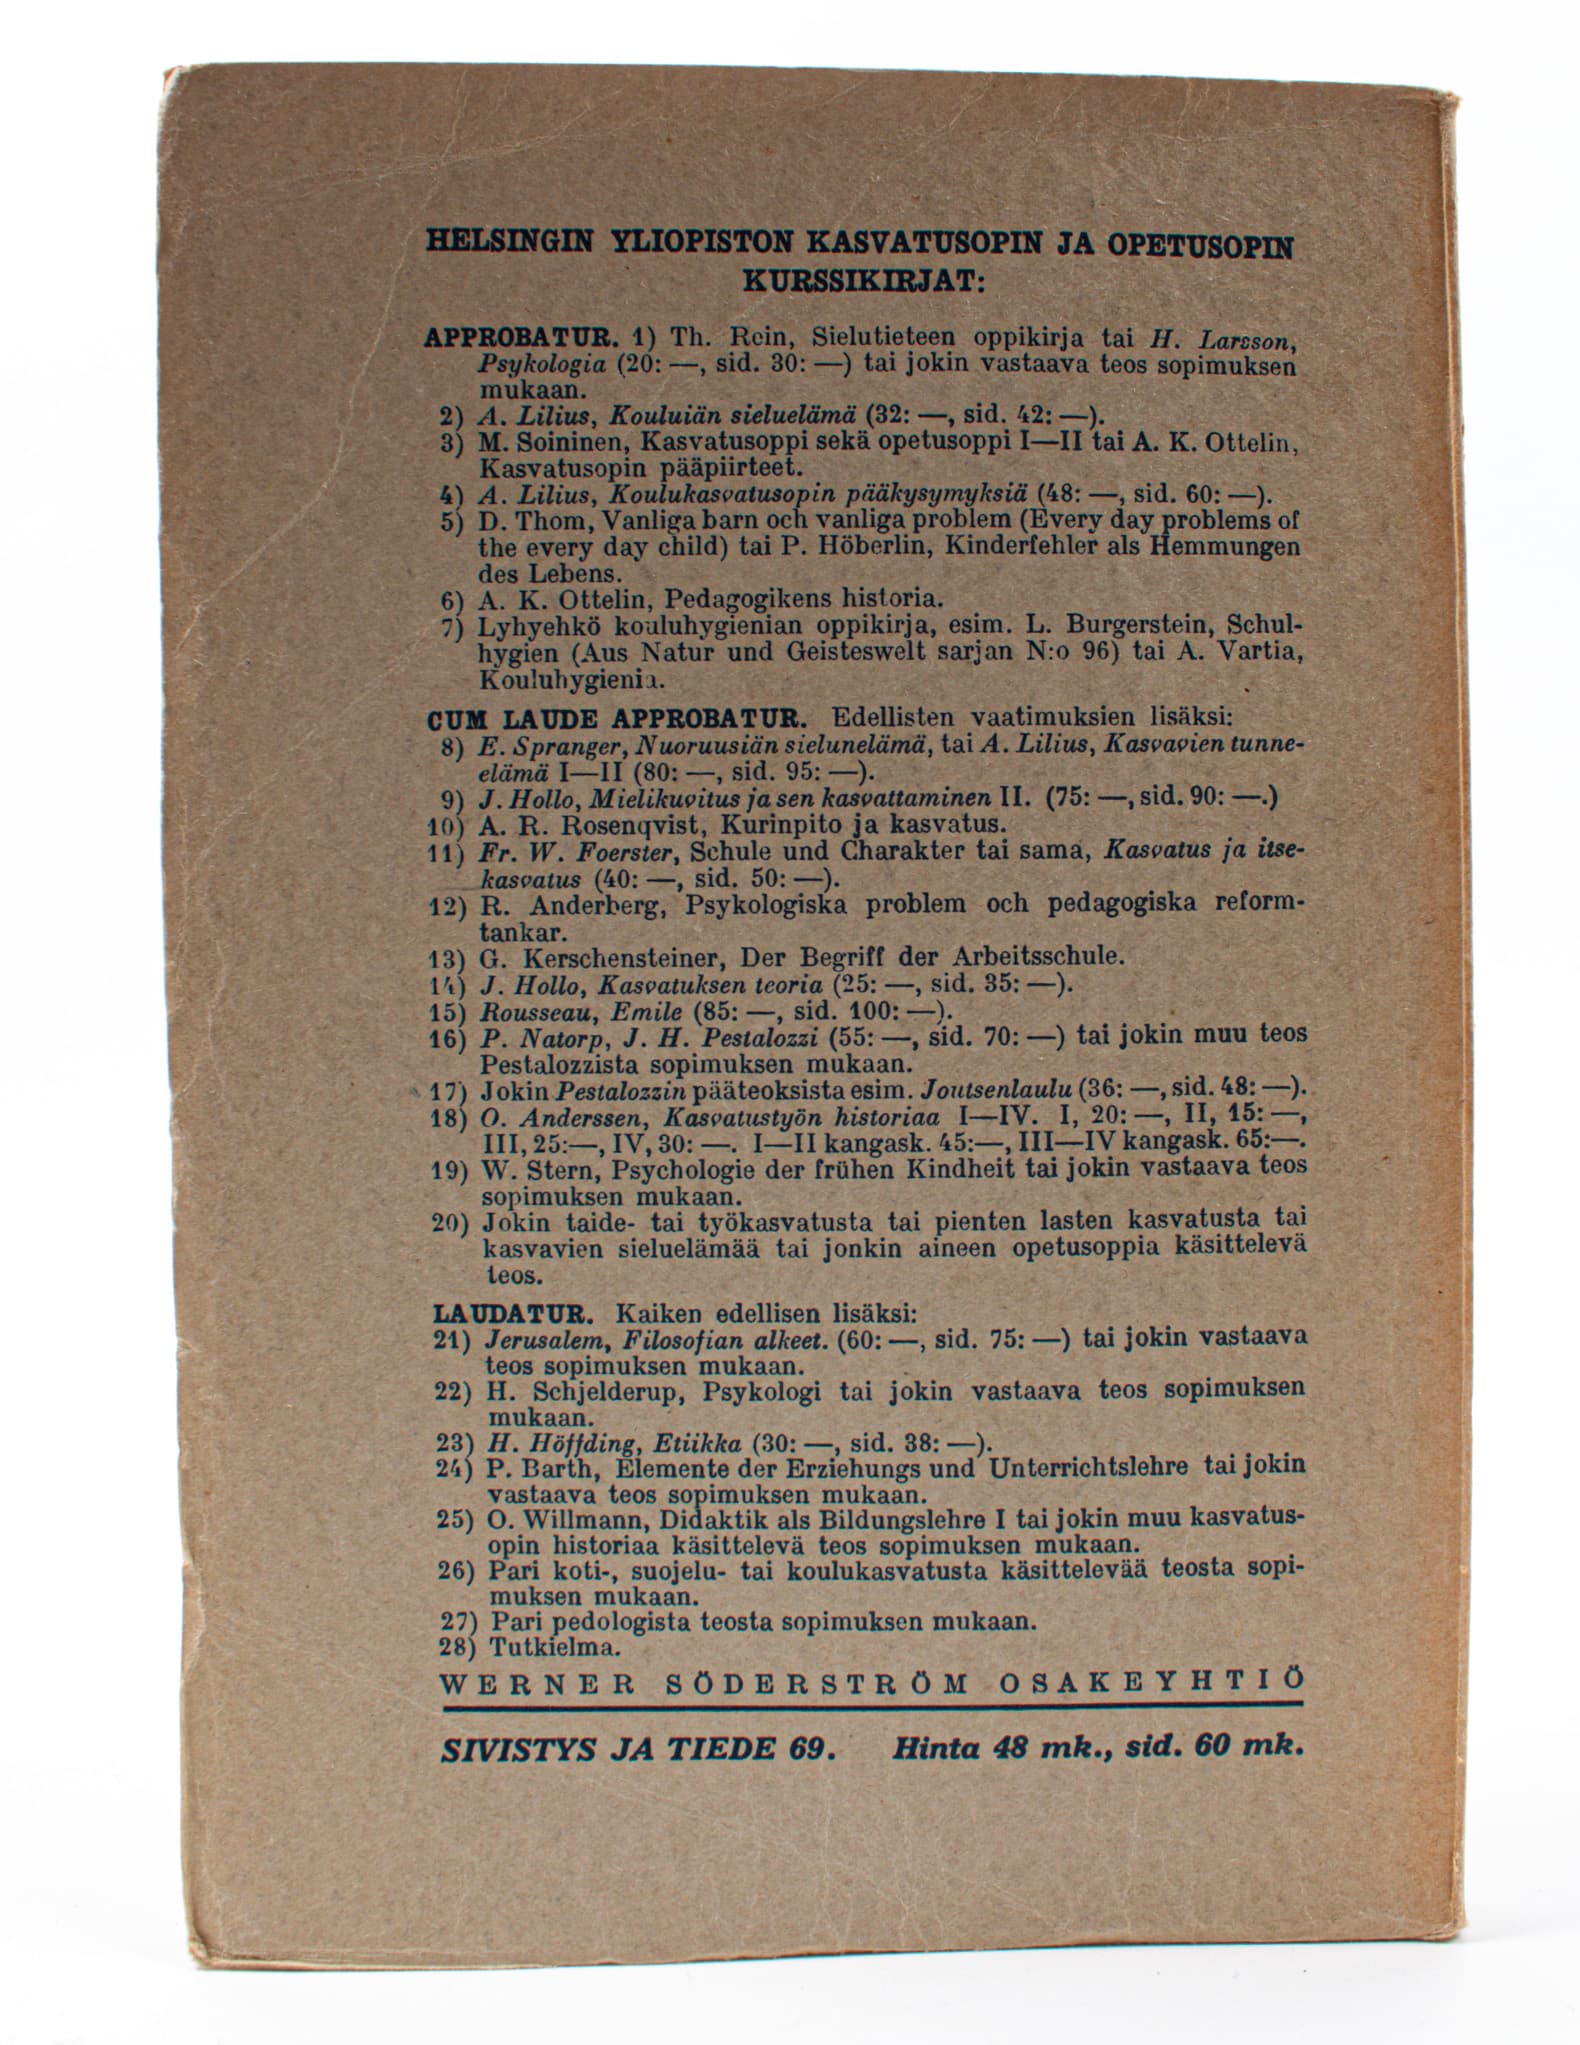 HELSINGIN YLIOPISTON KASVATUSOPIN JA OPETUSOPIN
KURSSIKIRJAT:
APPROBATUR. 1) Th. Rein, Sielutieteen oppikirja tai H. Larsson,
Psykologia (20: —, sid. 30: —) tai jokin vastaava teos sopimuksen
mukaan.
2) A. Lilius, Kouluiän sieluelämä (32: —, sid. 42: —).
3) M. Soininen, Kasvatusoppi sekä opetusoppi I—II tai A. K. Ottelin,
Kasvatusopin pääpiirteet.
4) A. Lilius, Koulukasvatusopin pääkysymyksiä (48: —, sid. 60: —).
5) D. Thom, Vanliga barn och vanliga problem (Every day problems of
the every day child) tai P. Höberlin, Kinderfehler als Hemmungen
des Lebens.
6) A. K. Ottelin, Pedagogikens historia.
7) Lyhyehkö kouluhygienian oppikirja, esim. L. Burgerstein, Schul-
hygien (Aus Natur und Geisteswelt sarjan N:o 96) tai A. Vartia,
Kouluhygienia.
CUM LAUDE APPROBATUR. Edellisten vaatimuksien lisäksi:
8) E. Spranger, Nuoruusiän sielunelämä, tai A. Lilius, Kasvavien tunne-
elämä I—II (80: —, sid. 95: —).
9) J. Hollo, Mielikuvitus ja sen kasvattaminen II. (75: —, sid. 90: —.)
10) A. R. Rosenqvist, Kurinpito ja kasvatus.
11) Fr. W. Foerster, Schule und Charakter tai sama, Kasvatus ja itse-
kasvatus (40: —, sid. 50: —).
12) R. Anderberg, Psykologiska problem och pedagogiska reform-
tankar.
13) G. Kerschensteiner, Der Begriff der Arbeitsschule.
14) J. Hollo, Kasvatuksen teoria (25: —, sid. 35: —).
15) Rousseau, Emile (85: —, sid. 100: —).
16) P. Natorp, J. H. Pestalozzi (55: —, sid. 70: —) tai jokin muu teos
Pestalozzista sopimuksen mukaan.
17) Jokin Pestalozzin pääteoksista esim. Joutsenlaulu (36: —, sid. 48: —).
18) O. Anderssen, Kasvatustyön historiaa I—IV. I, 20: —, II, 15: —,
III, 25:—, IV, 30: —. I—II kangask. 45:—, III—IV kangask. 65:—.
19) W. Stern, Psychologie der frühen Kindheit tai jokin vastaava teos
sopimuksen mukaan.
20) Jokin taide- tai työkasvatusta tai pienten lasten kasvatusta tai
kasvavien sieluelämää tai jonkin aineen opetusoppia käsittelevä
teos.
LAUDATUR. Kaiken edellisen lisäksi:
21) Jerusalem, Filosofian alkeet. (60: —, sid. 75: —) tai jokin vastaava
teos sopimuksen mukaan.
22) H. Schjelderup, Psykologi tai jokin vastaava teos sopimuksen
mukaan.
23) H. Höffding, Etiikka (30: —, sid. 38: —).
24) P. Barth, Elemente der Erziehungs und Unterrichtslehre tai jokin
vastaava teos sopimuksen mukaan.
25) O. Willmann, Didaktik als Bildungslehre I tai jokin muu kasvatus-
opin historiaa käsittelevä teos sopimuksen mukaan.
26) Pari koti-, suojelu- tai koulukasvatusta käsittelevää teosta sopi-
muksen mukaan.
27) Pari pedologista teosta sopimuksen mukaan.
28) Tutkielma.
WERNER SÖDERSTRÖM OSAKEYHTIÖ
SIVISTYS JA TIEDE 69. Hinta 48 mk., sid. 60 mk.